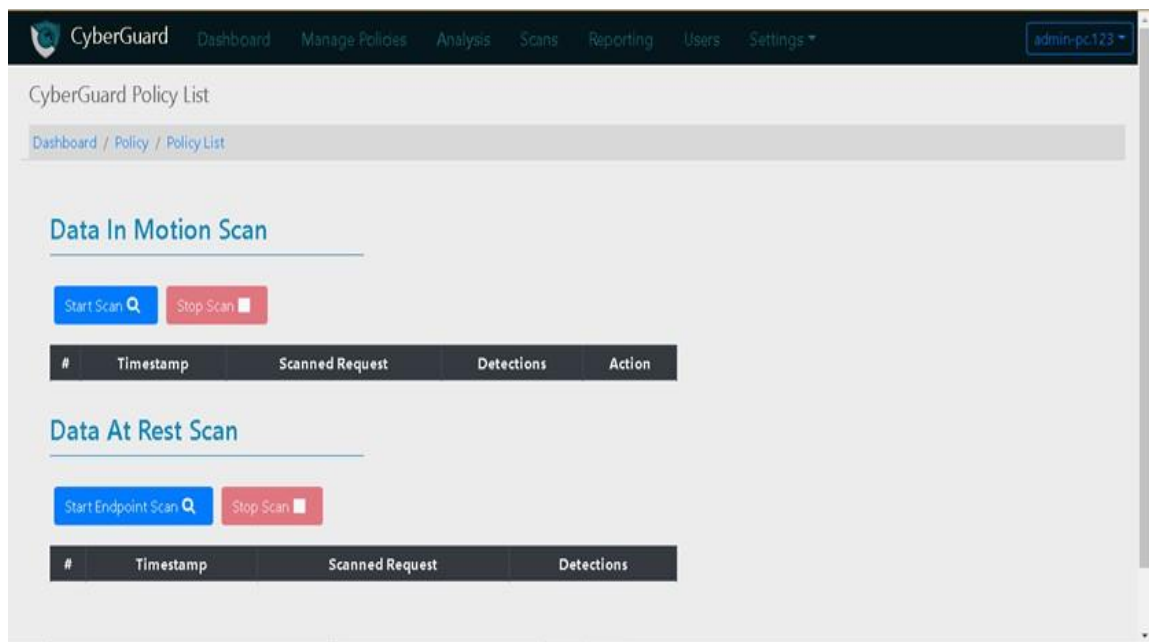 CyberGuard Dashboard Manage Policies Analysis Scans Reporting Users Settings admin-pc.123
CyberGuard Policy List
Dashboard / Policy / Policy List
Data In Motion Scan
Start Scan Stop Scan
# Timestamp Scanned Request Detections Action
Data At Rest Scan
Start Endpoint Scan Stop Scan
# Timestamp Scanned Request Detections